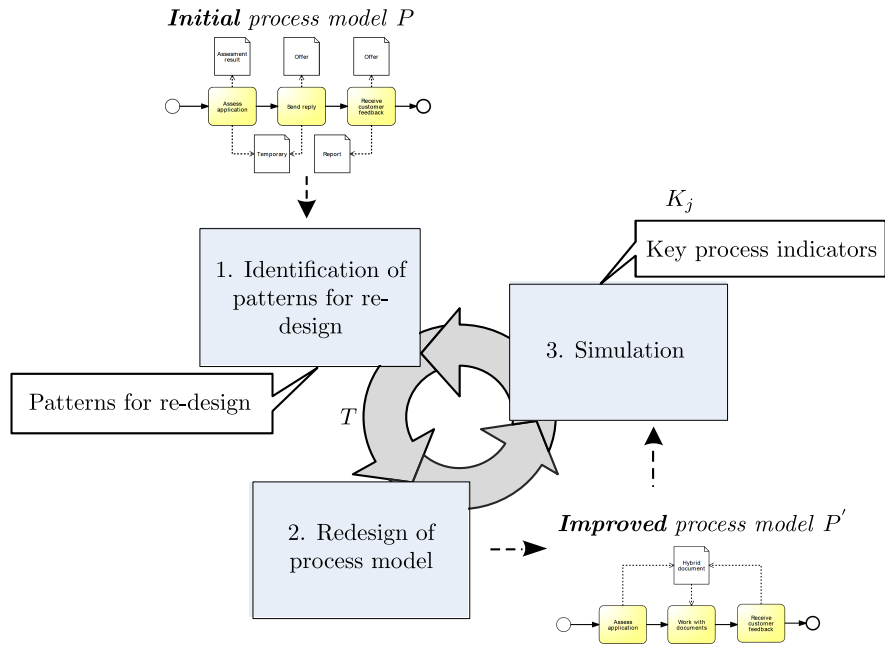 Initial process model P
Assesment
result
Offer
Offer
Assess
application
Send reply
Receive
customer
feedback
Temporary
Report
K_j
Key process indicators
1. Identification of
patterns for re-
design
3. Simulation
Patterns for re-design
T
2. Redesign of
process model
Improved process model P′
Hybrid
document
Assess
application
Work with
documents
Receive
customer
feedback